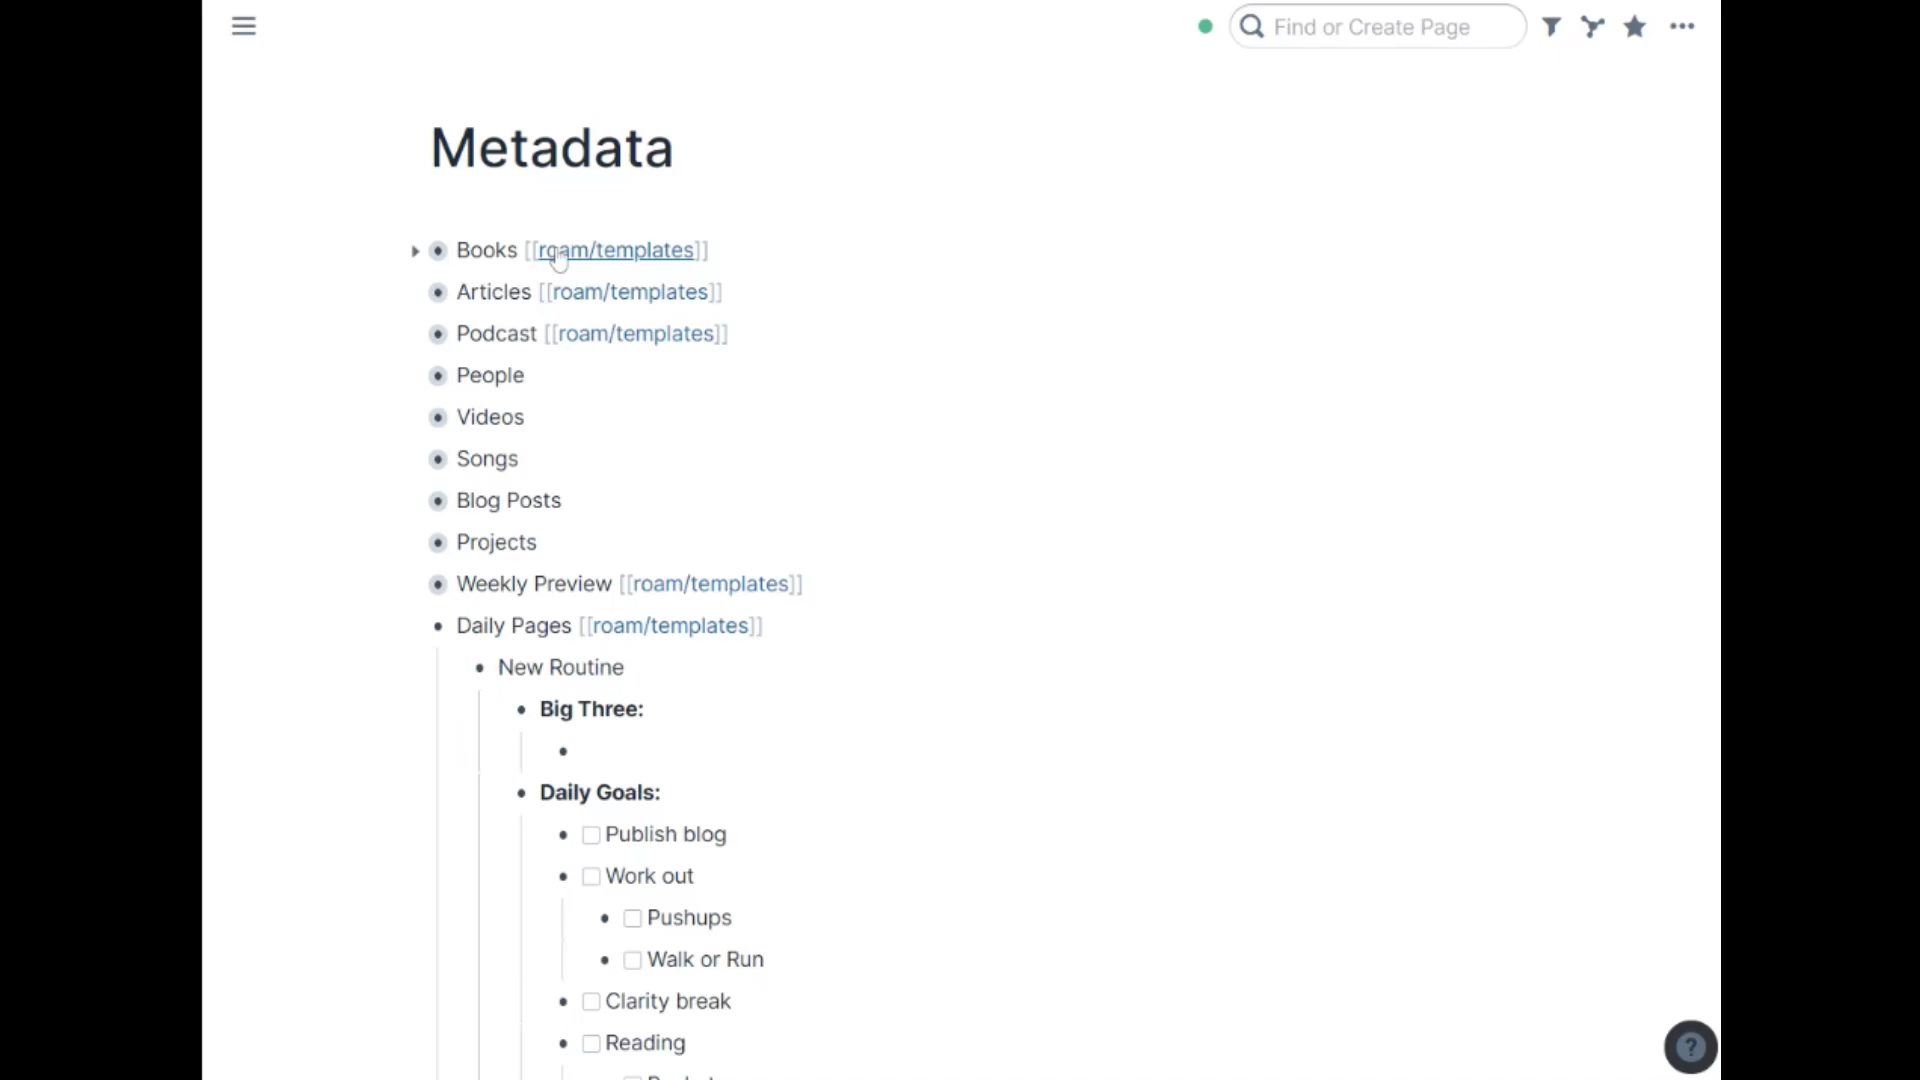 Find or Create Page
Metadata
Books [[roam/templates]]
Articles [[roam/templates]]
Podcast [[roam/templates]]
People
Videos
Songs
Blog Posts
Projects
Weekly Preview [[roam/templates]]
Daily Pages [[roam/templates]]
New Routine
Big Three:
Daily Goals:
Publish blog
Work out
Pushups
Walk or Run
Clarity break
Reading
?